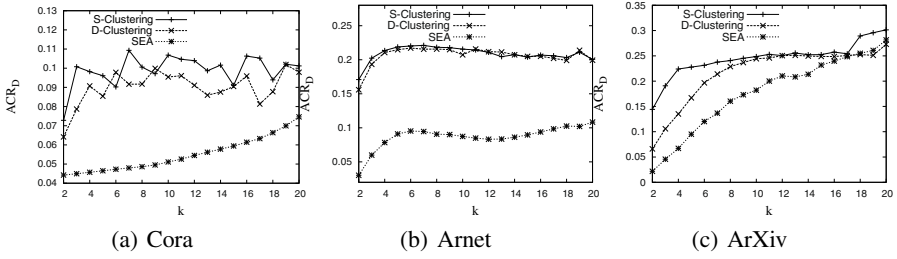 S-Clustering
D-Clustering
SEA
ACR_D
0.13
0.12
0.11
0.1
0.09
0.08
0.07
0.06
0.05
0.04
2 4 6 8 10 12 14 16 18 20
k
(a) Cora
S-Clustering
D-Clustering
SEA
ACR_D
0.25
0.2
0.15
0.1
0.05
2 4 6 8 10 12 14 16 18 20
k
(b) Arnet
S-Clustering
D-Clustering
SEA
ACR_D
0.35
0.3
0.25
0.2
0.15
0.1
0.05
0
2 4 6 8 10 12 14 16 18 20
k
(c) ArXiv